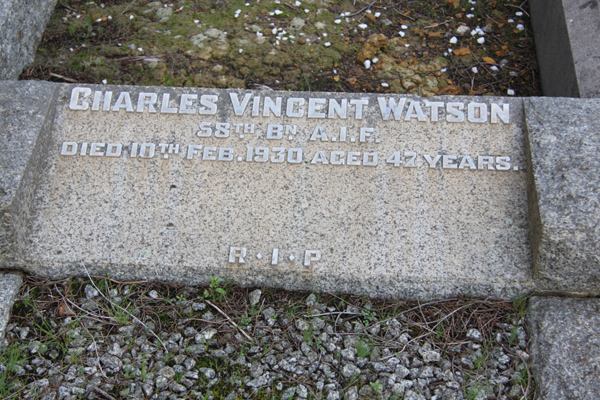 CHARLES VINCENT WATSON
58TH BN A.I.F.
DIED 10TH FEB. 1930. AGED 47 YEARS.
R·I·P